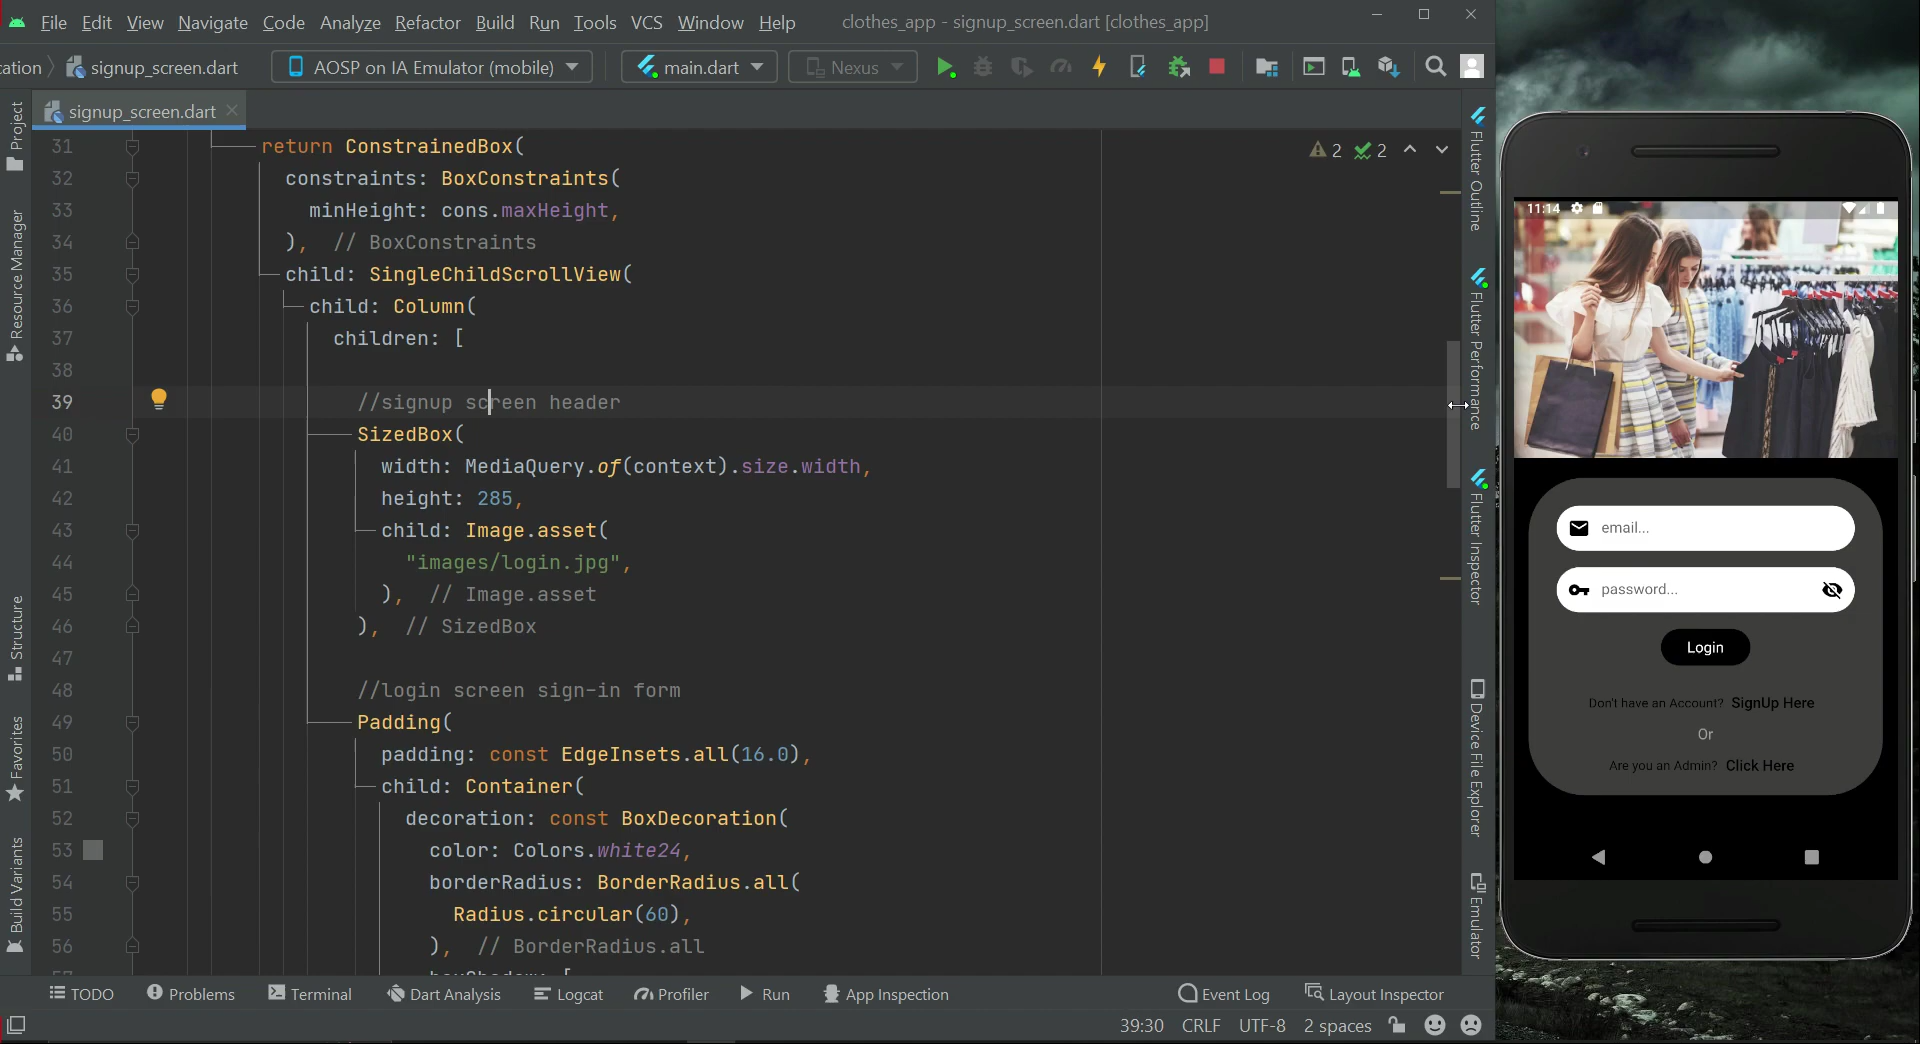 File Edit View Navigate Code Analyze Refactor Build Run Tools VCS Window Help clothes_app - signup_screen.dart [clothes_app]
cation signup_screen.dart AOSP on IA Emulator (mobile) main.dart Nexus
signup_screen.dart
Project
Resource Manager
Structure
Favorites
Build Variants
31 return ConstrainedBox(
32 constraints: BoxConstraints(
33 minHeight: cons.maxHeight,
34 ), // BoxConstraints
35 child: SingleChildScrollView(
36 child: Column(
37 children: [
38
39 //signup screen header
40 SizedBox(
41 width: MediaQuery.of(context).size.width,
42 height: 285,
43 child: Image.asset(
44 "images/login.jpg",
45 ), // Image.asset
46 ), // SizedBox
47
48 //login screen sign-in form
49 Padding(
50 padding: const EdgeInsets.all(16.0),
51 child: Container(
52 decoration: const BoxDecoration(
53 color: Colors.white24,
54 borderRadius: BorderRadius.all(
55 Radius.circular(60),
56 ), // BorderRadius.all
2 2
Flutter Outline
Flutter Performance
Flutter Inspector
Device File Explorer
Emulator
TODO Problems Terminal Dart Analysis Logcat Profiler Run App Inspection Event Log Layout Inspector
39:30 CRLF UTF-8 2 spaces
11:14
email...
password...
Login
Don't have an Account? SignUp Here
Or
Are you an Admin? Click Here